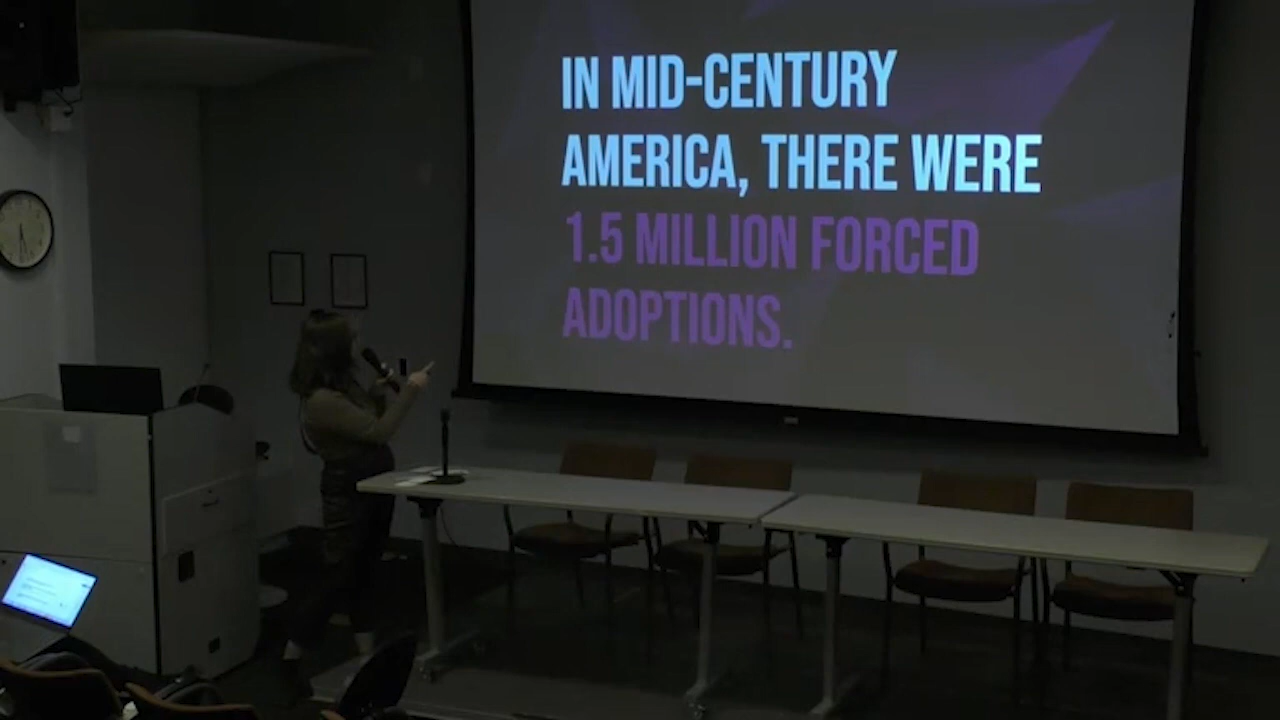 IN MID-CENTURY
AMERICA, THERE WERE
1.5 MILLION FORCED
ADOPTIONS.